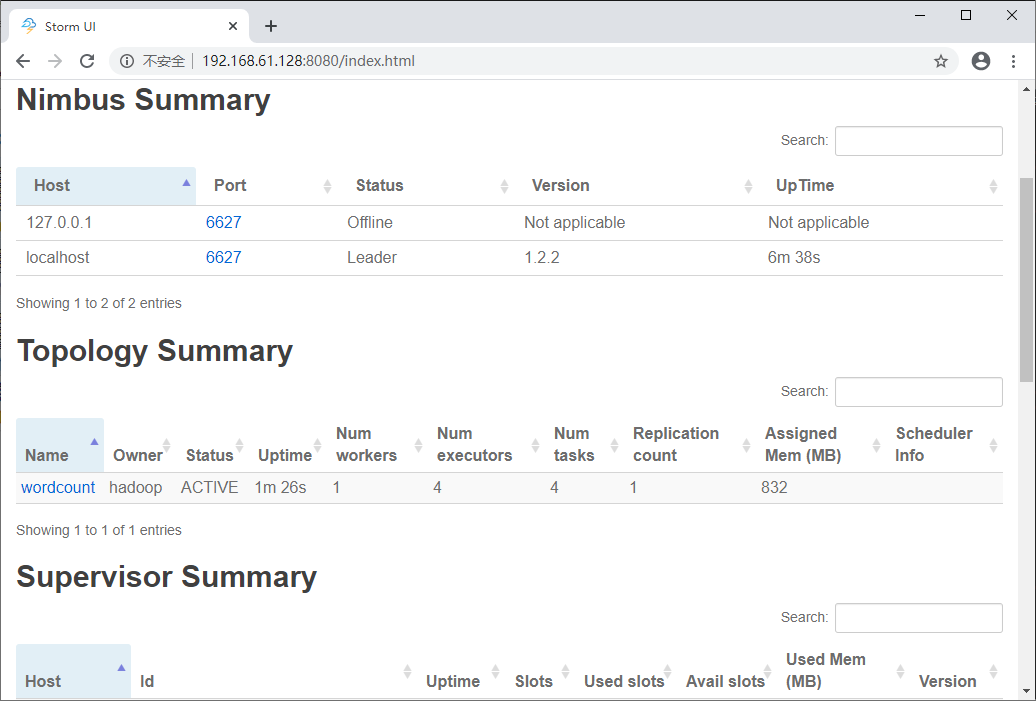 Storm UI
不安全 192.168.61.128:8080/index.html
Nimbus Summary
Search:
Host Port Status Version UpTime
127.0.0.1 6627 Offline Not applicable Not applicable
localhost 6627 Leader 1.2.2 6m 38s
Showing 1 to 2 of 2 entries
Topology Summary
Search:
Name Owner Status Uptime Num workers Num executors Num tasks Replication count Assigned Mem (MB) Scheduler Info
wordcount hadoop ACTIVE 1m 26s 1 4 4 1 832
Showing 1 to 1 of 1 entries
Supervisor Summary
Search:
Host Id Uptime Slots Used slots Avail slots Used Mem (MB) Version